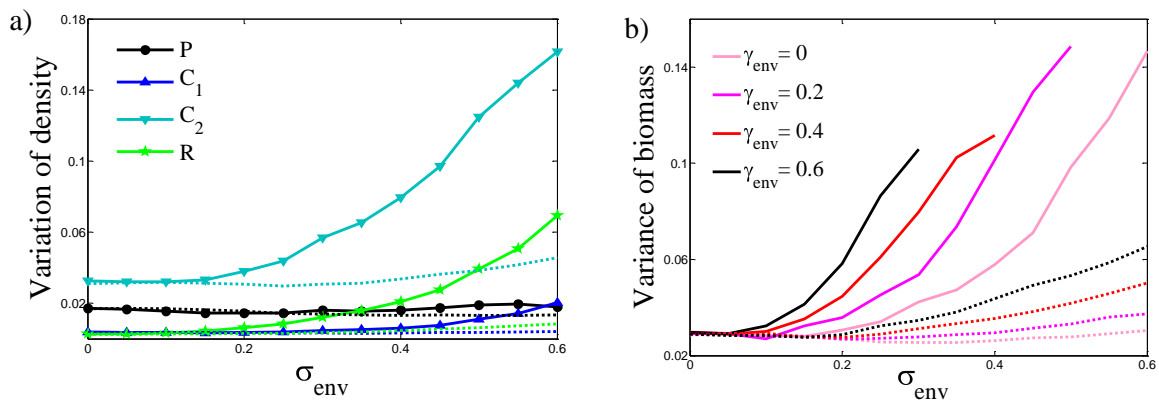 a)
Variation of density
0.18
0.14
0.1
0.06
0.02
0
0.2
0.4
0.6
σenv
P
C1
C2
R
b)
Variance of biomass
0.14
0.1
0.06
0.02
0.2
0.4
0.6
σenv
γenv= 0
γenv= 0.2
γenv= 0.4
γenv= 0.6